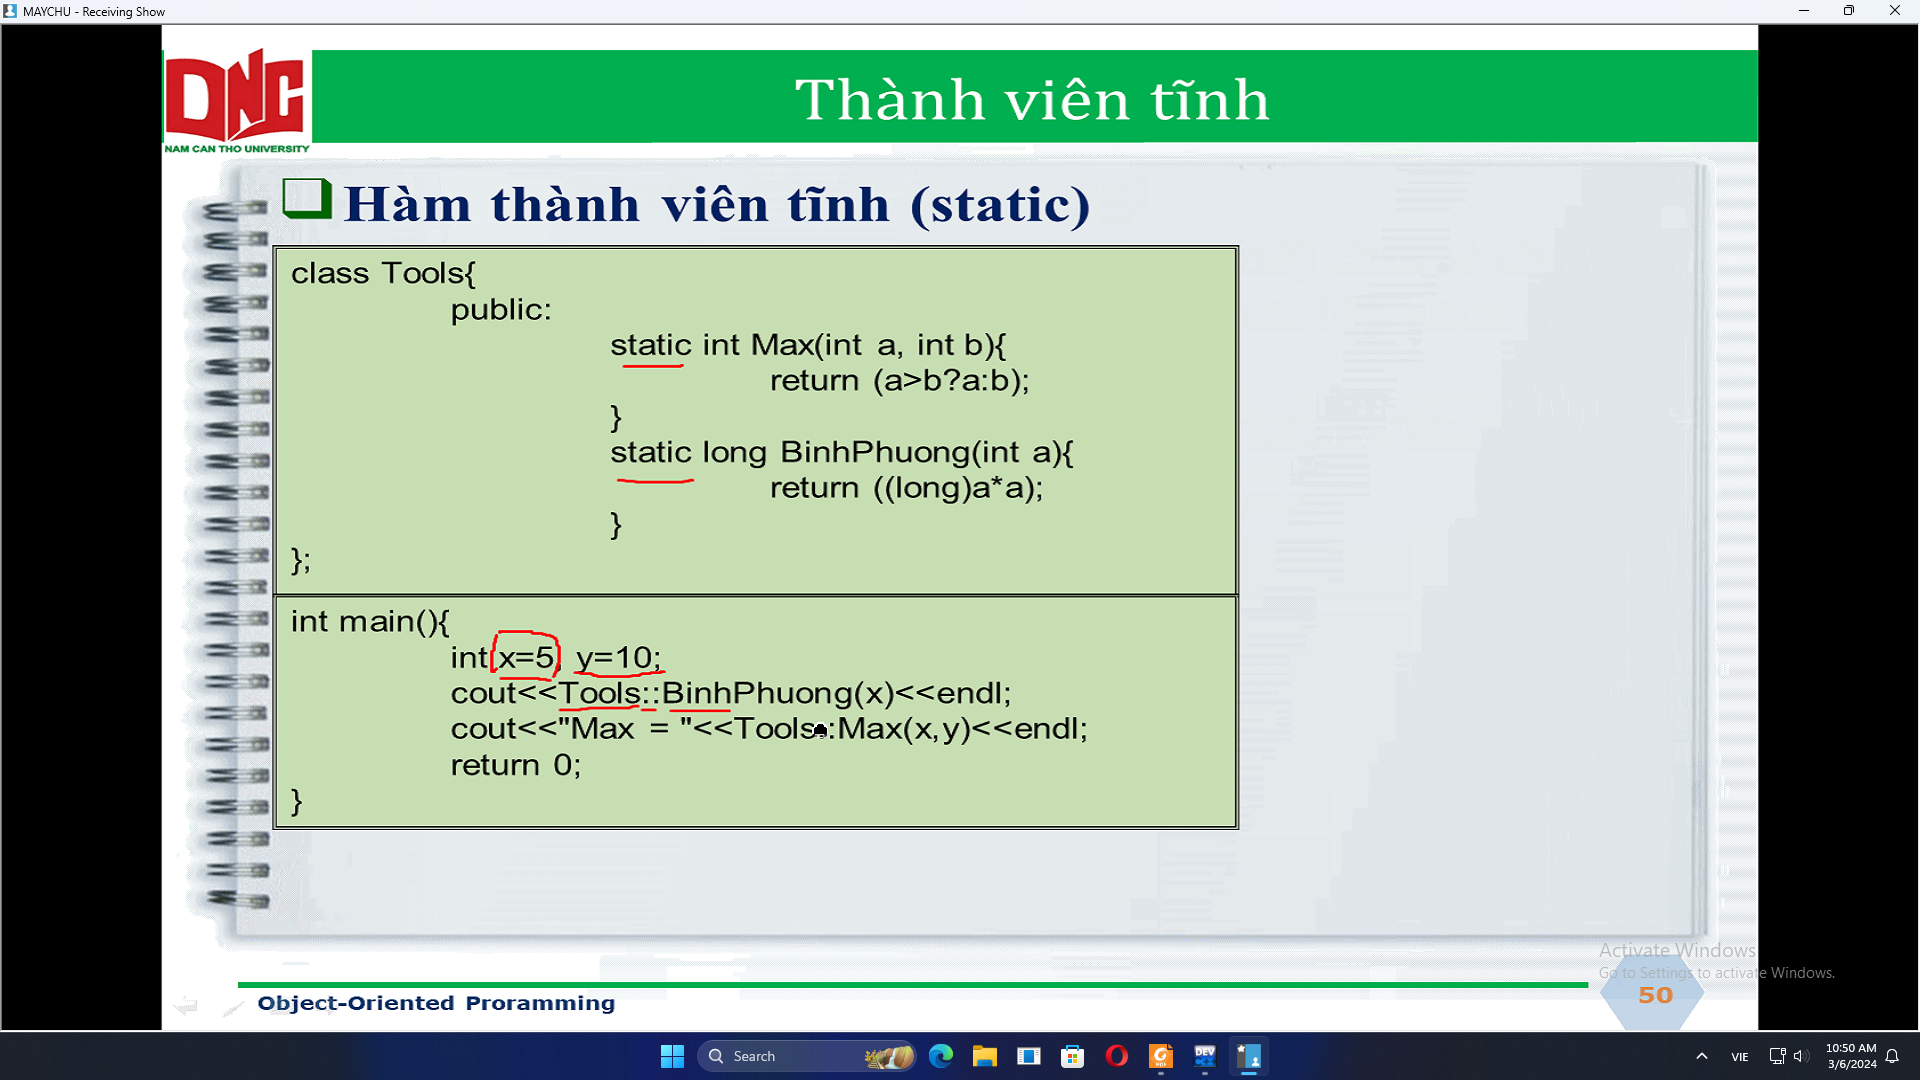 MAYCHU - Receiving Show
DNC
NAM CAN THO UNIVERSITY
Thành viên tĩnh
Hàm thành viên tĩnh (static)
class Tools{
public:
static int Max(int a, int b){
return (a>b?a:b);
}
static long BinhPhuong(int a){
return ((long)a*a);
}
};
int main(){
int x=5, y=10;
cout<<Tools::BinhPhuong(x)<<endl;
cout<<"Max = "<<Tools::Max(x,y)<<endl;
return 0;
}
Activate Windows
Go to Settings to activate Windows.
Object-Oriented Proramming
50
Search
DEV
VIE
10:50 AM
3/6/2024